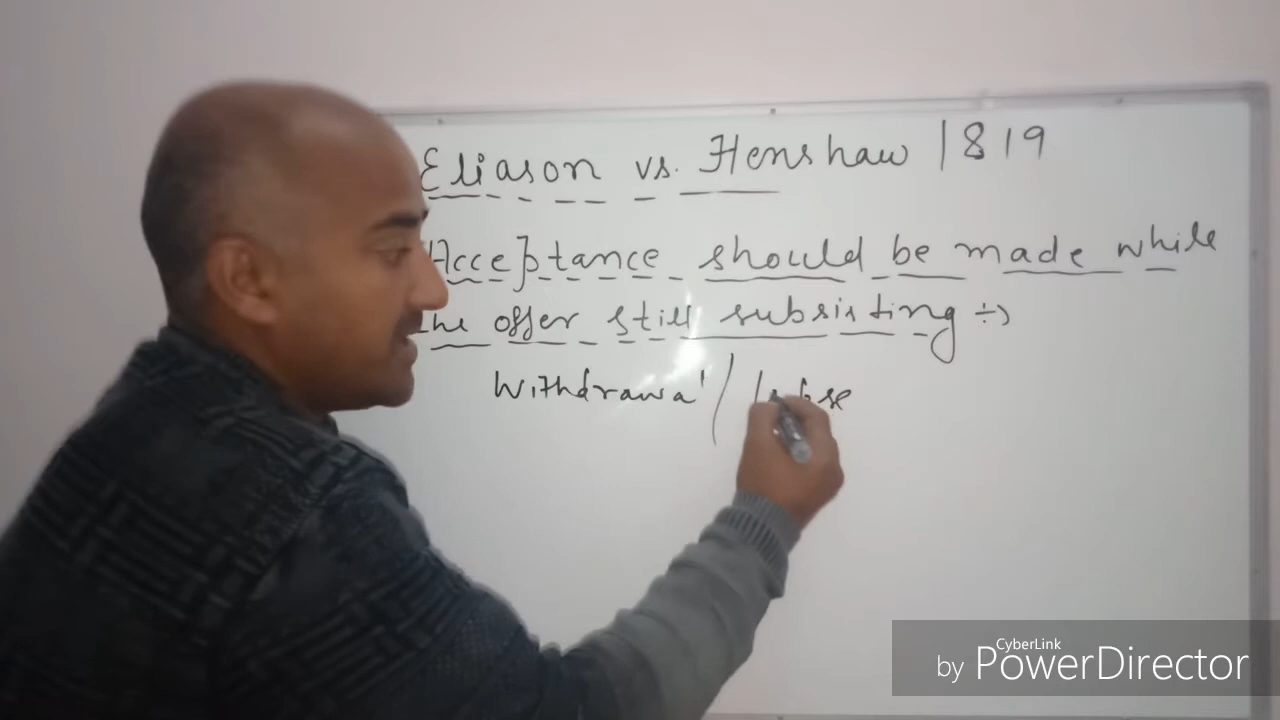 Eliason vs. Henshaw 1819
Acceptance should be made while
the offer still subsisting ÷>
Withdrawal / lapse
CyberLink
by PowerDirector